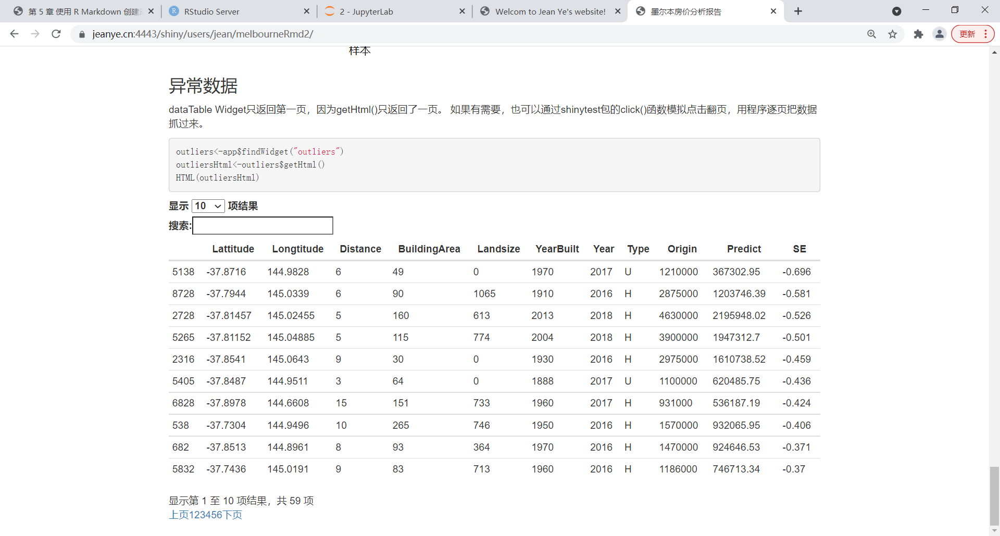 第 5 章 使用 R Markdown 创建
RStudio Server
2 - JupyterLab
Welcom to Jean Ye's website!
墨尔本房价分析报告
jeanye.cn:4443/shiny/users/jean/melbourneRmd2/
更新
样本
异常数据
dataTable Widget只返回第一页，因为getHtml()只返回了一页。 如果有需要，也可以通过shinytest包的click()函数模拟点击翻页，用程序逐页把数据
抓过来。
outliers<-app$findWidget("outliers")
outliersHtml<-outliers$getHtml()
HTML(outliersHtml)
显示 10 项结果
搜索:
Lattitude Longtitude Distance BuildingArea Landsize YearBuilt Year Type Origin Predict SE
5138 -37.8716 144.9828 6 49 0 1970 2017 U 1210000 367302.95 -0.696
8728 -37.7944 145.0339 6 90 1065 1910 2016 H 2875000 1203746.39 -0.581
2728 -37.81457 145.02455 5 160 613 2013 2018 H 4630000 2195948.02 -0.526
5265 -37.81152 145.04885 5 115 774 2004 2018 H 3900000 1947312.7 -0.501
2316 -37.8541 145.0643 9 30 0 1930 2016 H 2975000 1610738.52 -0.459
5405 -37.8487 144.9511 3 64 0 1888 2017 U 1100000 620485.75 -0.436
6828 -37.8978 144.6608 15 151 733 1960 2017 H 931000 536187.19 -0.424
538 -37.7304 144.9496 10 265 746 1950 2016 H 1570000 932065.95 -0.406
682 -37.8513 144.8961 8 93 364 1970 2016 H 1470000 924646.53 -0.371
5832 -37.7436 145.0191 9 83 713 1960 2016 H 1186000 746713.34 -0.37
显示第 1 至 10 项结果，共 59 项
上页123456下页